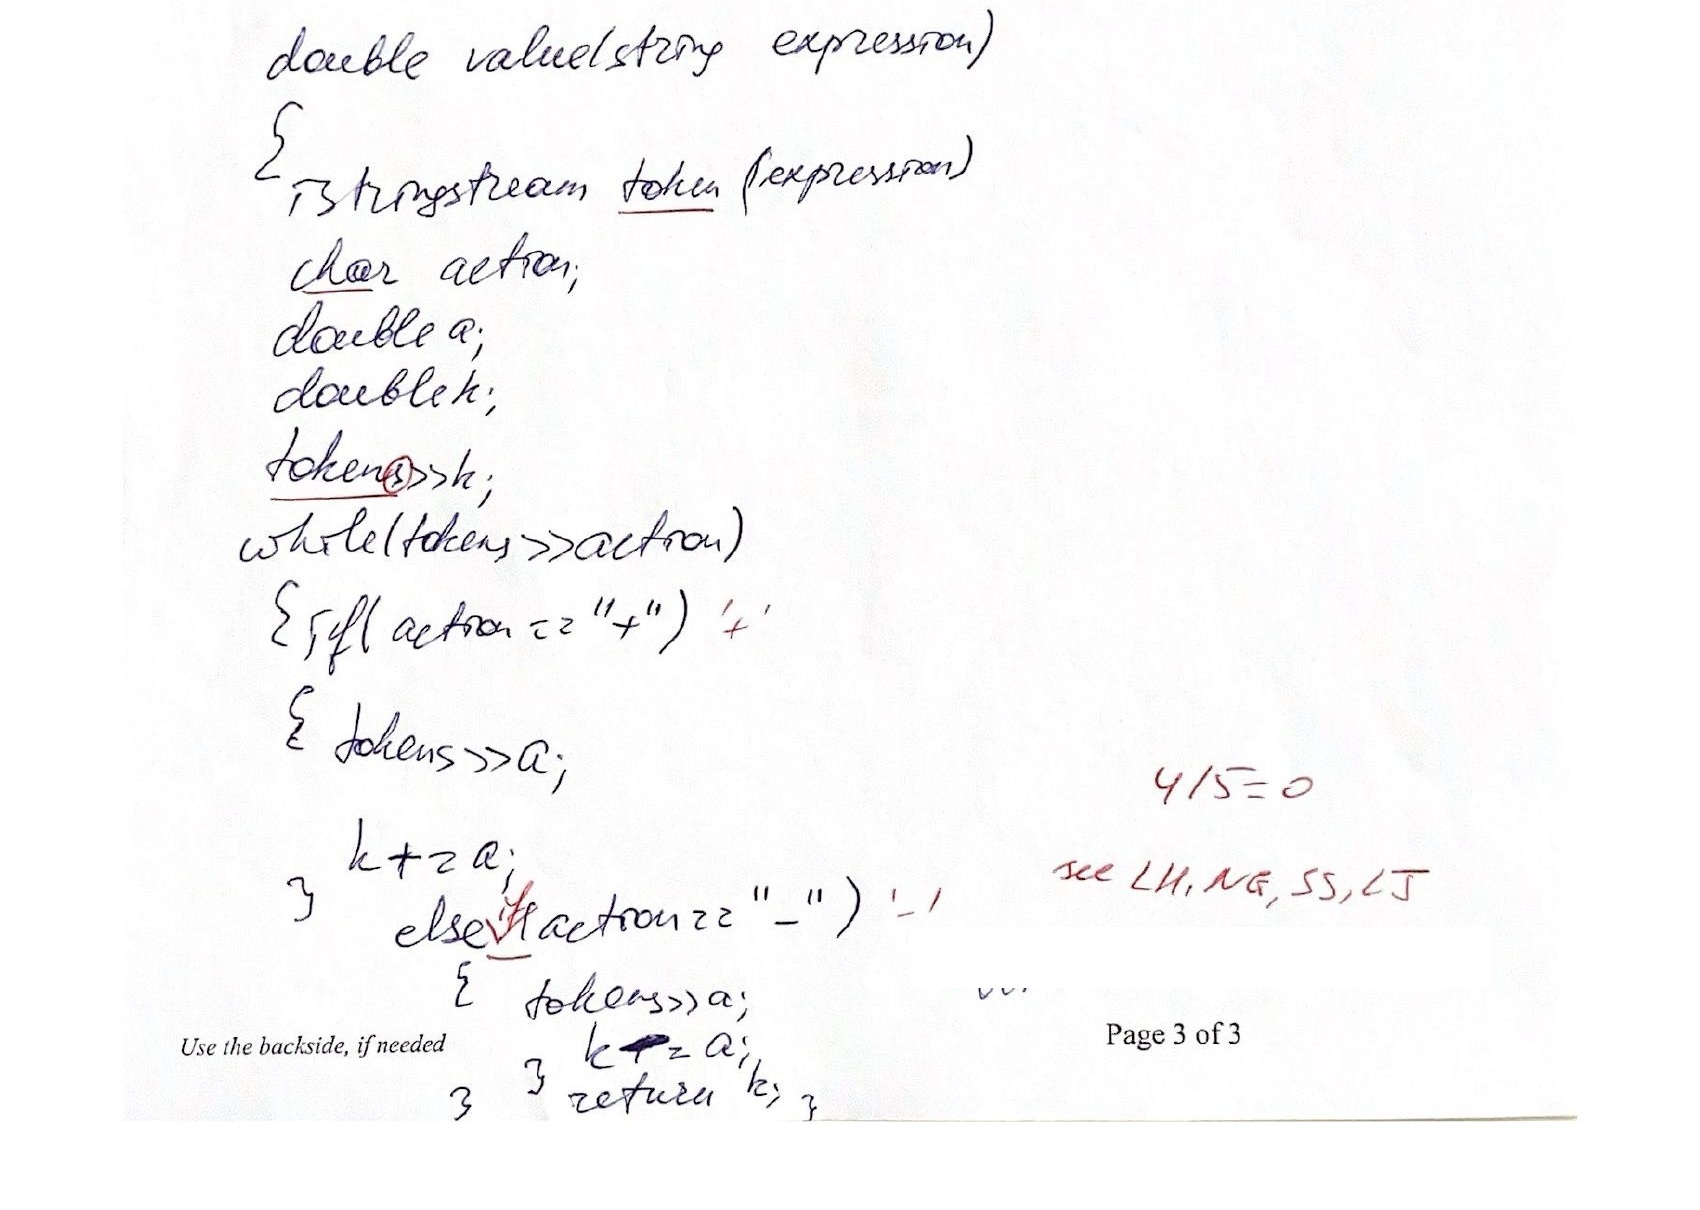 double value(string expression)
{
istringstream token (expression)
char action;
double a;
double k;
tokens>>k;
while(tokens>>action)
{ if( action == "+") '+'
{ tokens>>a;
4/5=0
k+=a;
}
see LH, NG, SS, LJ
else if(action == "-") '-'
{ tokens>>a;
Use the backside, if needed
Page 3 of 3
k-=a;
}
} return k; }